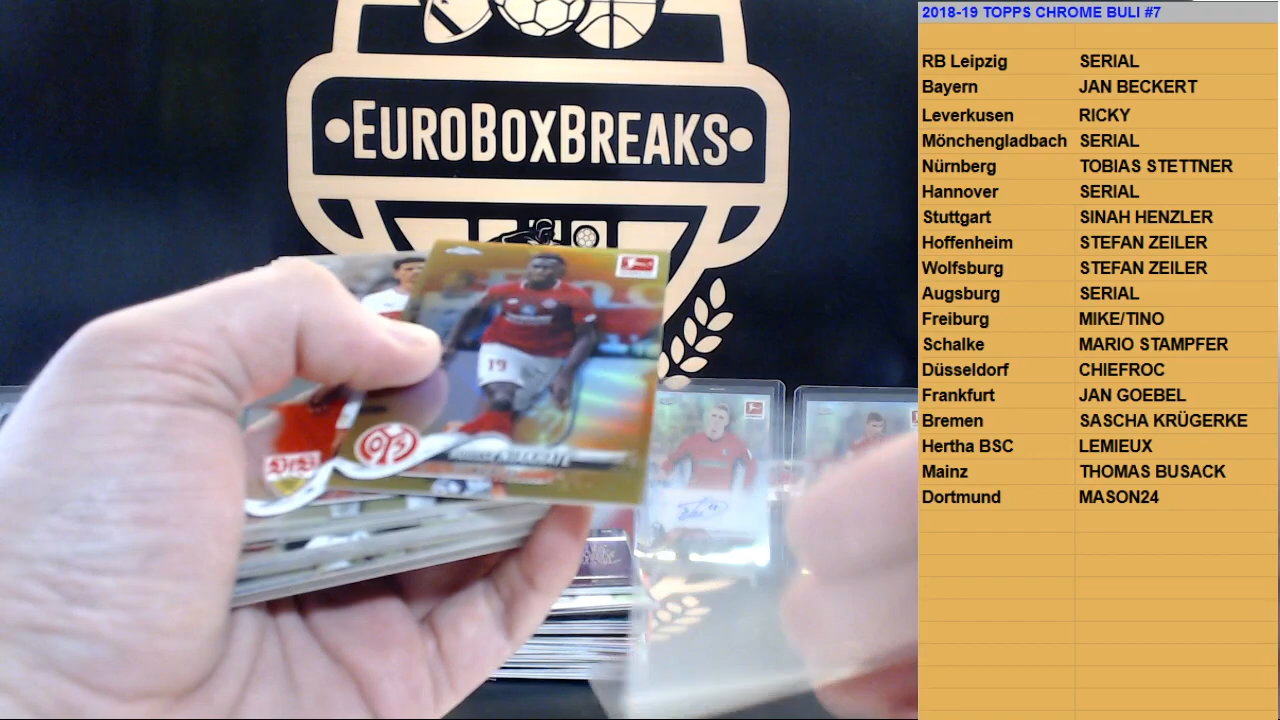 EUROBOXBREAKS
19
VfB
2018-19 TOPPS CHROME BULI #7
RB Leipzig SERIAL
Bayern JAN BECKERT
Leverkusen RICKY
Mönchengladbach SERIAL
Nürnberg TOBIAS STETTNER
Hannover SERIAL
Stuttgart SINAH HENZLER
Hoffenheim STEFAN ZEILER
Wolfsburg STEFAN ZEILER
Augsburg SERIAL
Freiburg MIKE/TINO
Schalke MARIO STAMPFER
Düsseldorf CHIEFROC
Frankfurt JAN GOEBEL
Bremen SASCHA KRÜGERKE
Hertha BSC LEMIEUX
Mainz THOMAS BUSACK
Dortmund MASON24